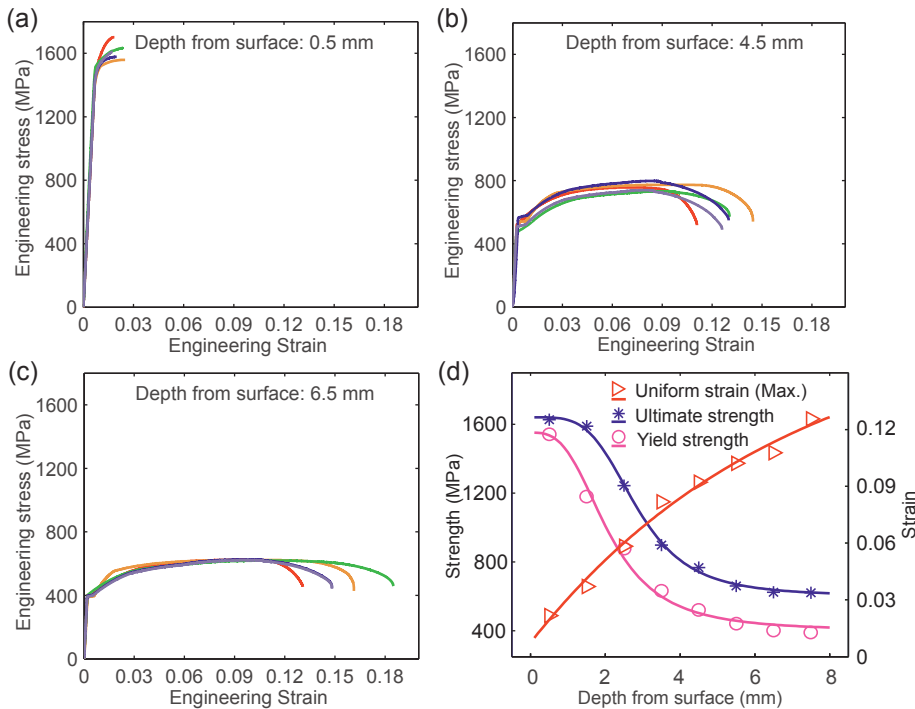 (a)
Depth from surface: 0.5 mm
Engineering stress (MPa)
1600
1200
800
400
0
0 0.03 0.06 0.09 0.12 0.15 0.18
Engineering Strain
(b)
Depth from surface: 4.5 mm
Engineering stress (MPa)
1600
1200
800
400
0
0 0.03 0.06 0.09 0.12 0.15 0.18
Engineering Strain
(c)
Depth from surface: 6.5 mm
Engineering stress (MPa)
1600
1200
800
400
0
0 0.03 0.06 0.09 0.12 0.15 0.18
Engineering Strain
(d)
Uniform strain (Max.)
Ultimate strength
Yield strength
Strength (MPa)
1600
1200
800
400
0.12
0.09
0.06
0.03
0
Strain
0 2 4 6 8
Depth from surface (mm)